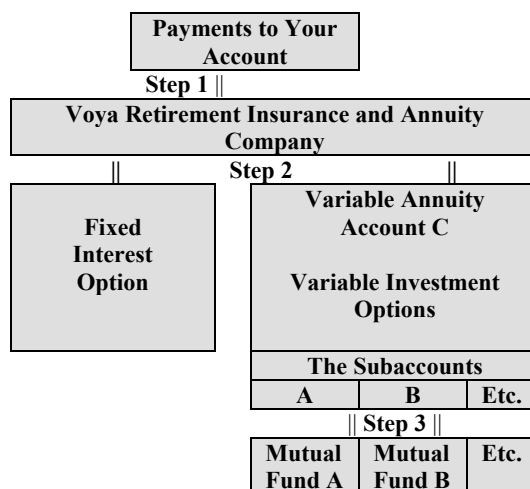 Payments to Your
Account
Step 1 ||
Voya Retirement Insurance and Annuity
Company
|| Step 2 ||
Fixed
Interest
Option
Variable Annuity
Account C
Variable Investment
Options
The Subaccounts
A B Etc.
|| Step 3 ||
Mutual
Fund A
Mutual
Fund B
Etc.